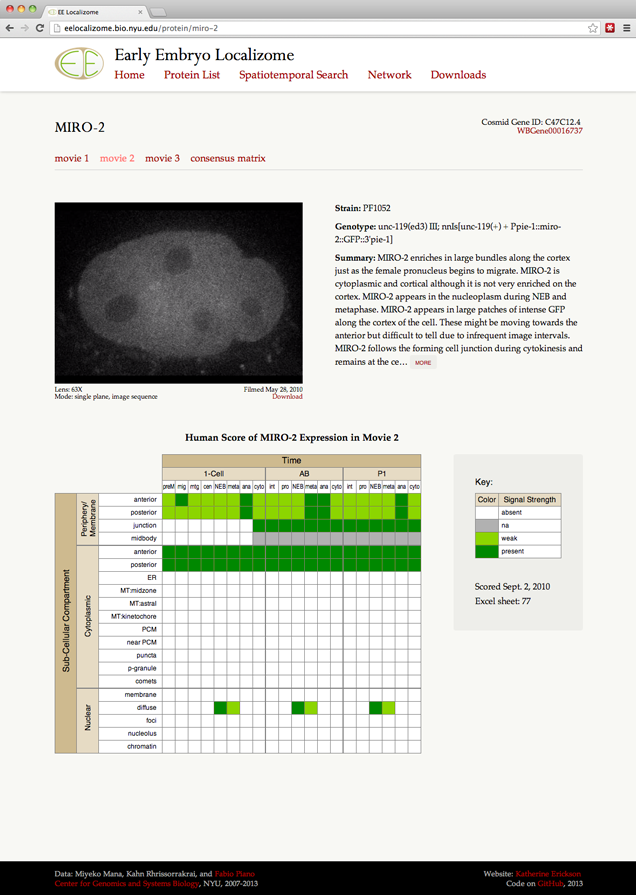 EE Localizome
eelocalizome.bio.nyu.edu/protein/miro-2
EE
Early Embryo Localizome
Home Protein List Spatiotemporal Search Network Downloads
MIRO-2
Cosmid Gene ID: C47C12.4
WBGene00016737
movie 1 movie 2 movie 3 consensus matrix
Strain: PF1052
Genotype: unc-119(ed3) III; nnIs[unc-119(+) + Ppie-1::miro-
2::GFP::3'pie-1]
Summary: MIRO-2 enriches in large bundles along the cortex
just as the female pronucleus begins to migrate. MIRO-2 is
cytoplasmic and cortical although it is not very enriched on the
cortex. MIRO-2 appears in the nucleoplasm during NEB and
metaphase. MIRO-2 appears in large patches of intense GFP
along the cortex of the cell. These might be moving towards the
anterior but difficult to tell due to infrequent image intervals.
MIRO-2 follows the forming cell junction during cytokinesis and
remains at the ce... MORE
Lens: 63X
Mode: single plane, image sequence
Filmed May 28, 2010
Download
Human Score of MIRO-2 Expression in Movie 2
Time
1-Cell AB P1
preM mig mtg cen NEB meta ana cyto int pro NEB meta ana cyto int pro NEB meta ana cyto
Sub-Cellular Compartment
Periphery/
Membrane
anterior
posterior
junction
midbody
Cytoplasmic
anterior
posterior
ER
MT:midzone
MT:astral
MT:kinetochore
PCM
near PCM
puncta
p-granule
comets
Nuclear
membrane
diffuse
foci
nucleolus
chromatin
Key:
Color Signal Strength
absent
na
weak
present
Scored Sept. 2, 2010
Excel sheet: 77
Data: Miyeko Mana, Kahn Rhrissorrakrai, and Fabio Piano
Center for Genomics and Systems Biology, NYU, 2007-2013
Website: Katherine Erickson
Code on GitHub, 2013